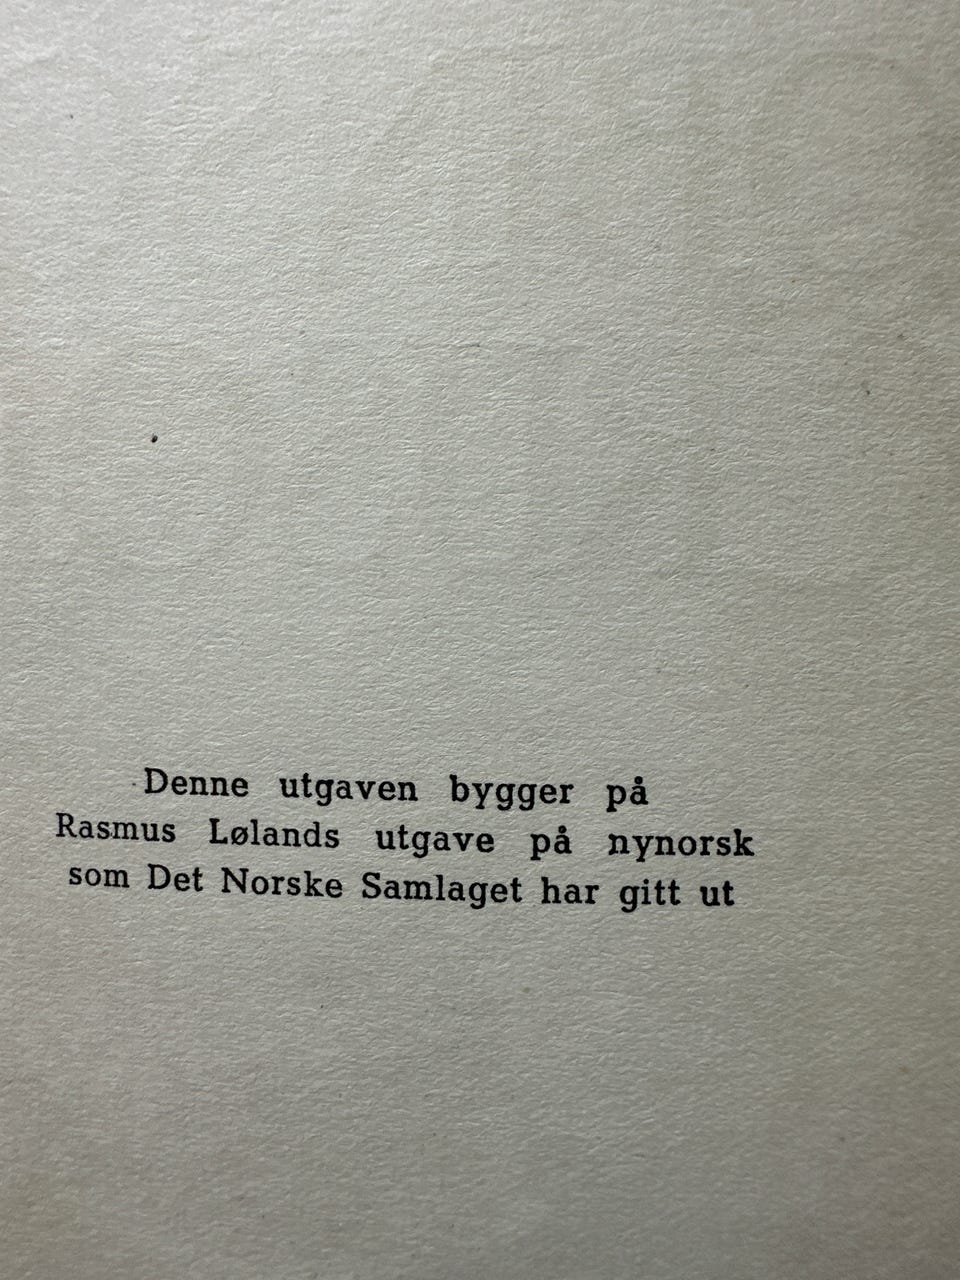 Denne utgaven bygger på
Rasmus Lølands utgave på nynorsk
som Det Norske Samlaget har gitt ut